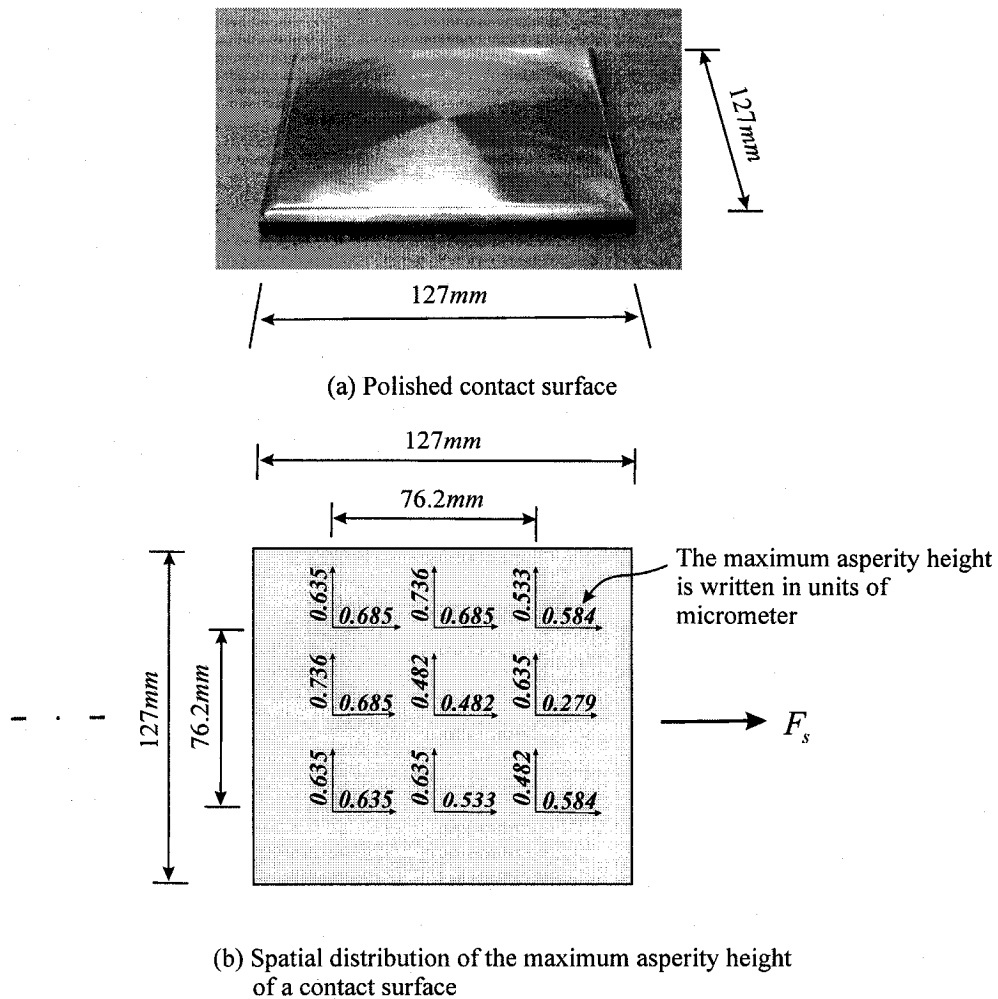 127mm
127mm
(a) Polished contact surface
127mm
76.2mm
The maximum asperity height
is written in units of
micrometer
0.635 0.685 0.736 0.685 0.533 0.584
127mm
76.2mm
0.736 0.685 0.482 0.482 0.635 0.279
F_s
0.635 0.635 0.635 0.533 0.482 0.584
(b) Spatial distribution of the maximum asperity height
of a contact surface